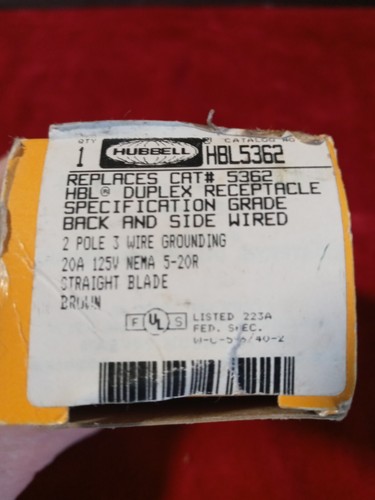 QTY CATALOG NO
1 HUBBELL ® HBL5362
REPLACES CAT# 5362
HBL® DUPLEX RECEPTACLE
SPECIFICATION GRADE
BACK AND SIDE WIRED
2 POLE 3 WIRE GROUNDING
20A 125V NEMA 5-20R
STRAIGHT BLADE
BROWN
F UL S LISTED 223A
FED. SPEC.